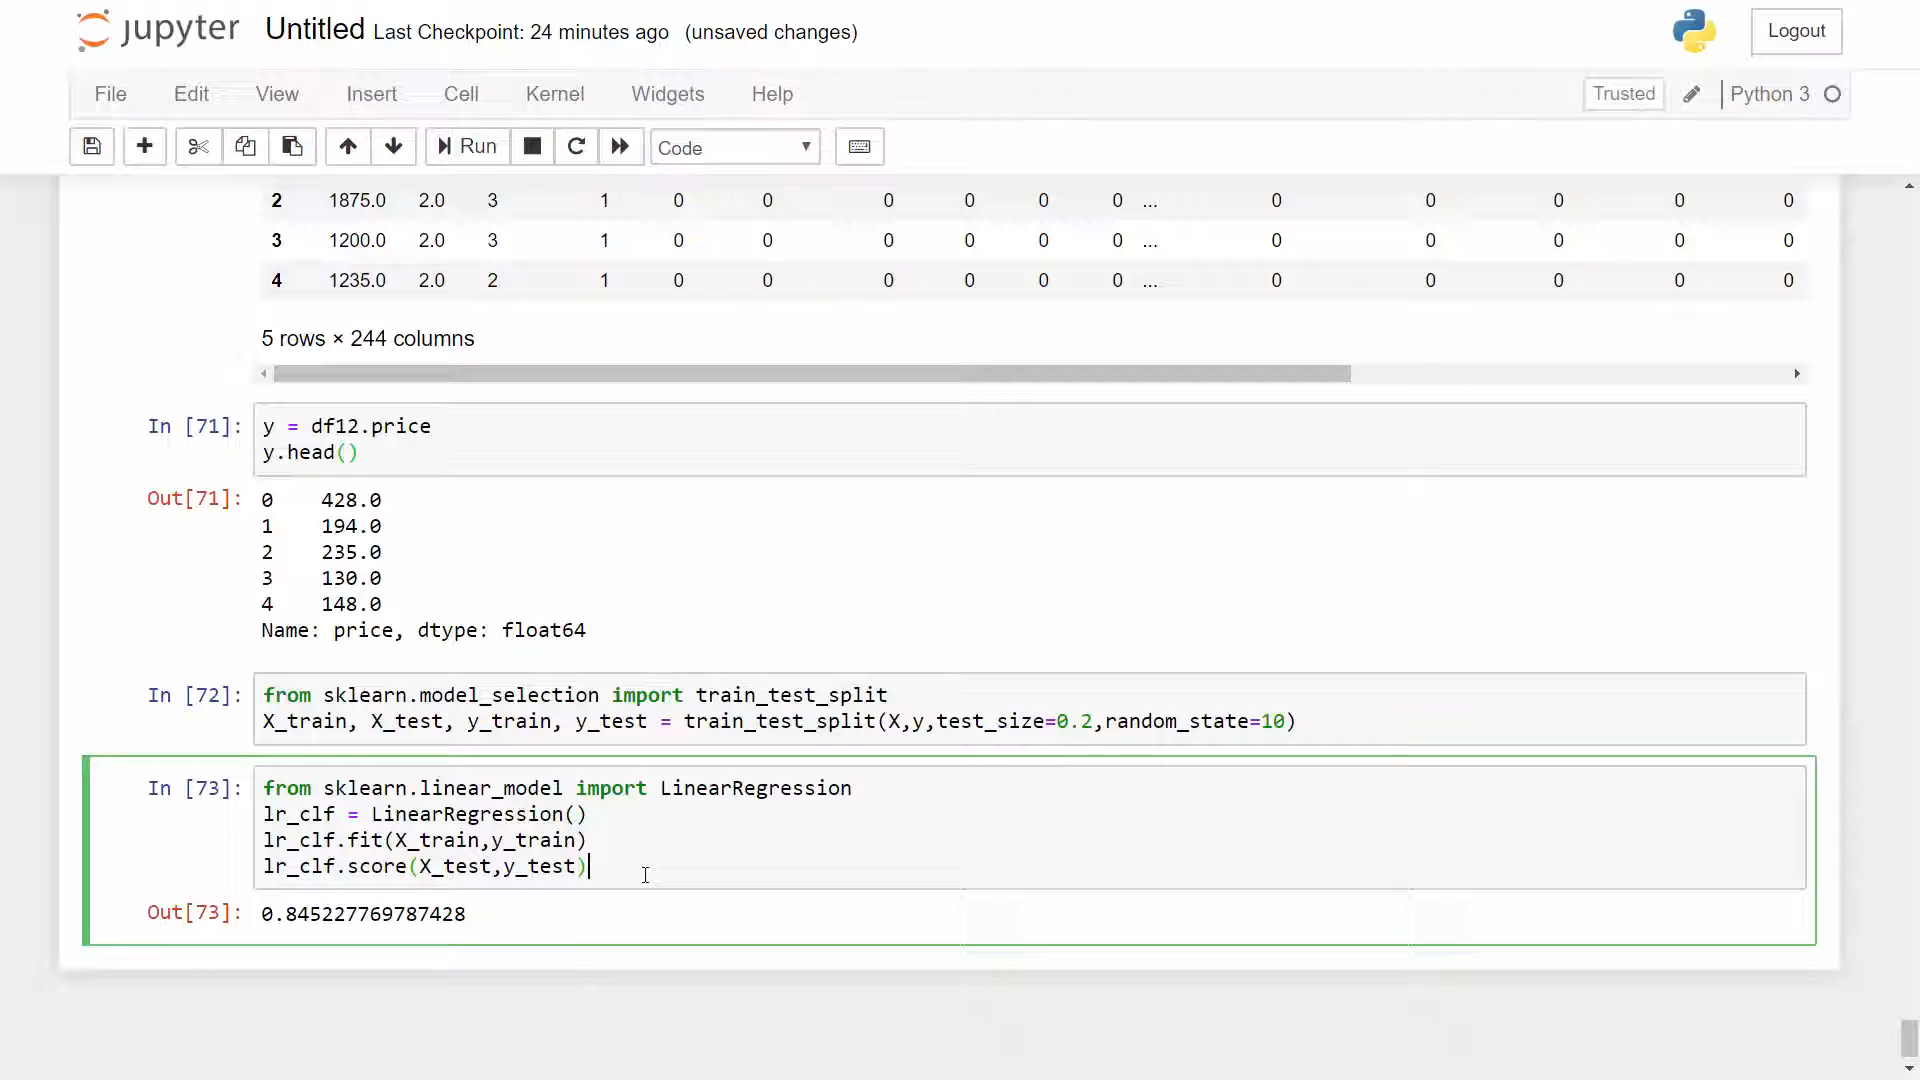 jupyter Untitled Last Checkpoint: 24 minutes ago (unsaved changes) Logout
File Edit View Insert Cell Kernel Widgets Help Trusted Python 3
Run Code
2 1875.0 2.0 3 1 0 0 0 0 0 0 ... 0 0 0 0 0
3 1200.0 2.0 3 1 0 0 0 0 0 0 ... 0 0 0 0 0
4 1235.0 2.0 2 1 0 0 0 0 0 0 ... 0 0 0 0 0
5 rows × 244 columns
In [71]: y = df12.price
y.head()
Out[71]: 0 428.0
1 194.0
2 235.0
3 130.0
4 148.0
Name: price, dtype: float64
In [72]: from sklearn.model_selection import train_test_split
X_train, X_test, y_train, y_test = train_test_split(X,y,test_size=0.2,random_state=10)
In [73]: from sklearn.linear_model import LinearRegression
lr_clf = LinearRegression()
lr_clf.fit(X_train,y_train)
lr_clf.score(X_test,y_test)
Out[73]: 0.845227769787428